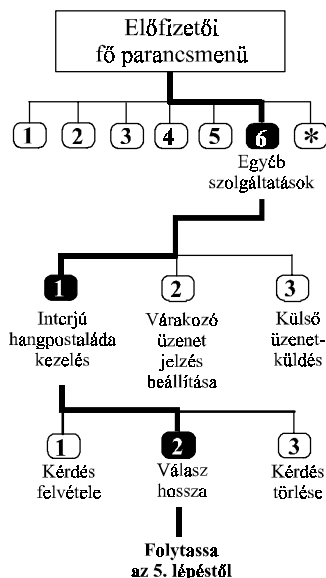 Előfizetői
fő parancsmenü
1 2 3 4 5 6 *
Egyéb
szolgáltatások
1 2 3
Interjú Várakozó Külső
hangpostaláda üzenet üzenet-
kezelés jelzés küldés
beállítása
1 2 3
Kérdés Válasz Kérdés
felvétele hossza törlése
Folytassa
az 5. lépéstől